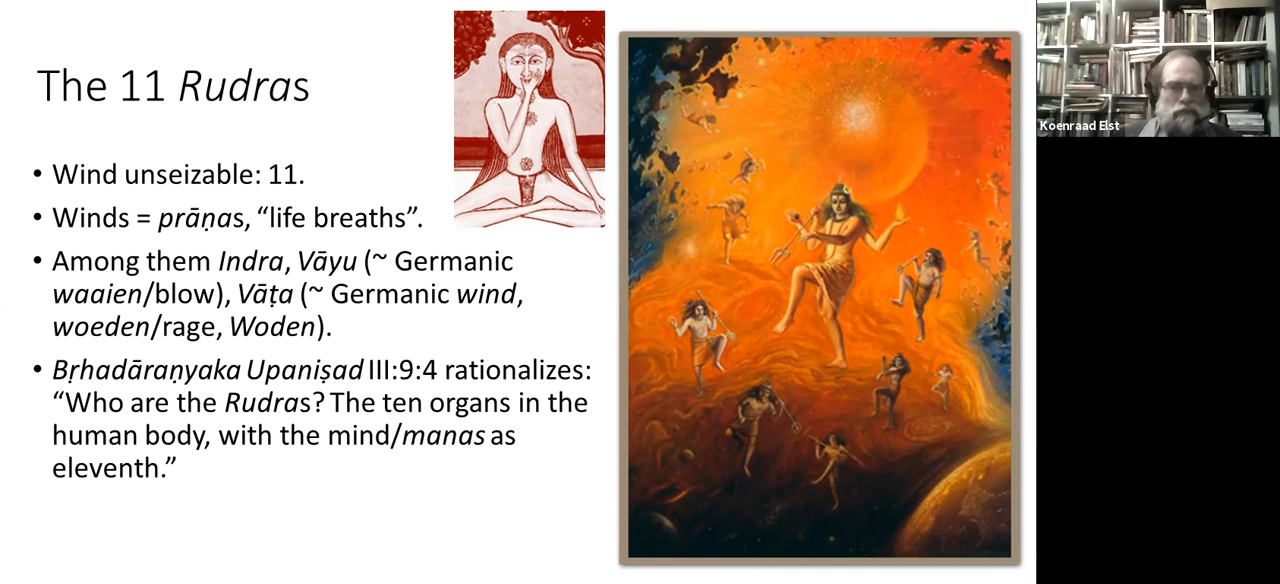 The 11 Rudras
• Wind unseizable: 11.
• Winds = prāṇas, “life breaths”.
• Among them Indra, Vāyu (~ Germanic
waaien/blow), Vāṭa (~ Germanic wind,
woeden/rage, Woden).
• Bṛhadāraṇyaka Upaniṣad III:9:4 rationalizes:
“Who are the Rudras? The ten organs in the
human body, with the mind/manas as
eleventh.”
Koenraad Elst